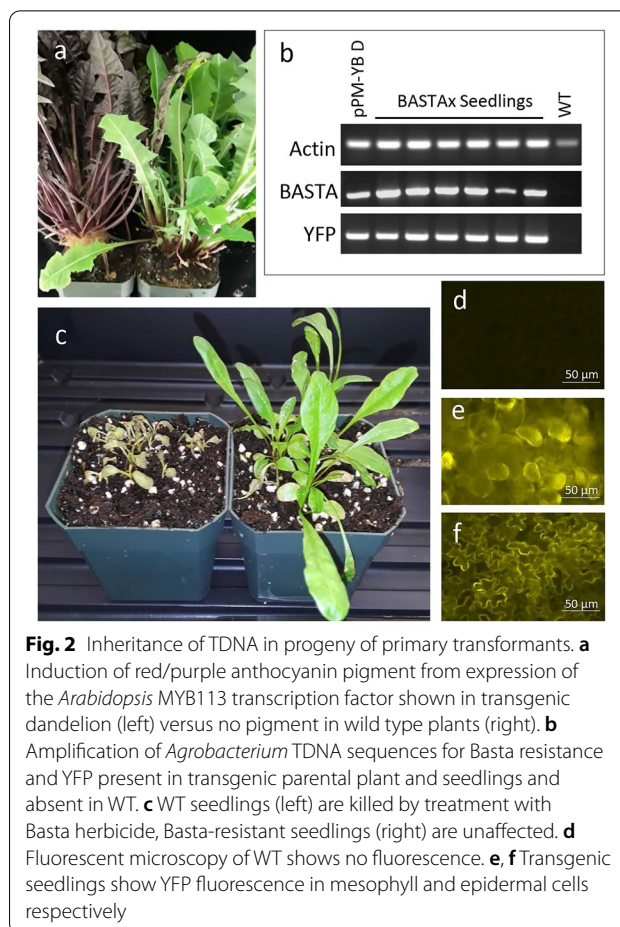 a
b
pPM-YB D
BASTAx Seedlings
WT
Actin
BASTA
YFP
c
d
50 µm
e
50 µm
f
50 µm
Fig. 2 Inheritance of TDNA in progeny of primary transformants. a
Induction of red/purple anthocyanin pigment from expression of
the Arabidopsis MYB113 transcription factor shown in transgenic
dandelion (left) versus no pigment in wild type plants (right). b
Amplification of Agrobacterium TDNA sequences for Basta resistance
and YFP present in transgenic parental plant and seedlings and
absent in WT. c WT seedlings (left) are killed by treatment with
Basta herbicide, Basta-resistant seedlings (right) are unaffected. d
Fluorescent microscopy of WT shows no fluorescence. e, f Transgenic
seedlings show YFP fluorescence in mesophyll and epidermal cells
respectively